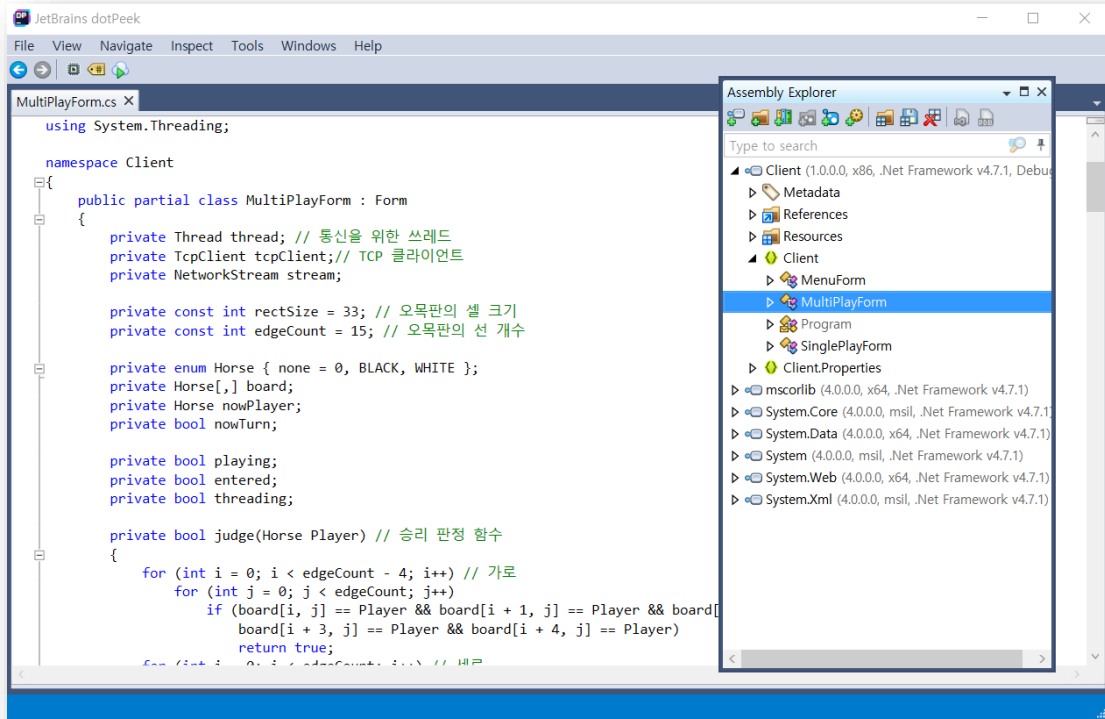 JetBrains dotPeek
File View Navigate Inspect Tools Windows Help
MultiPlayForm.cs
using System.Threading;
namespace Client
{
public partial class MultiPlayForm : Form
{
private Thread thread; // 통신을 위한 쓰레드
private TcpClient tcpClient;// TCP 클라이언트
private NetworkStream stream;
private const int rectSize = 33; // 오목판의 셀 크기
private const int edgeCount = 15; // 오목판의 선 개수
private enum Horse { none = 0, BLACK, WHITE };
private Horse[,] board;
private Horse nowPlayer;
private bool nowTurn;
private bool playing;
private bool entered;
private bool threading;
private bool judge(Horse Player) // 승리 판정 함수
{
for (int i = 0; i < edgeCount - 4; i++) // 가로
for (int j = 0; j < edgeCount; j++)
if (board[i, j] == Player && board[i + 1, j] == Player && board[
board[i + 3, j] == Player && board[i + 4, j] == Player)
return true;
for (int i = 0; i < edgeCount; i++) // 세로
Assembly Explorer
Type to search
Client (1.0.0.0, x86, .Net Framework v4.7.1, Debu
Metadata
References
Resources
Client
MenuForm
MultiPlayForm
Program
SinglePlayForm
Client.Properties
mscorlib (4.0.0.0, x64, .Net Framework v4.7.1)
System.Core (4.0.0.0, msil, .Net Framework v4.7.1)
System.Data (4.0.0.0, x64, .Net Framework v4.7.1)
System (4.0.0.0, msil, .Net Framework v4.7.1)
System.Web (4.0.0.0, x64, .Net Framework v4.7.1)
System.Xml (4.0.0.0, msil, .Net Framework v4.7.1)